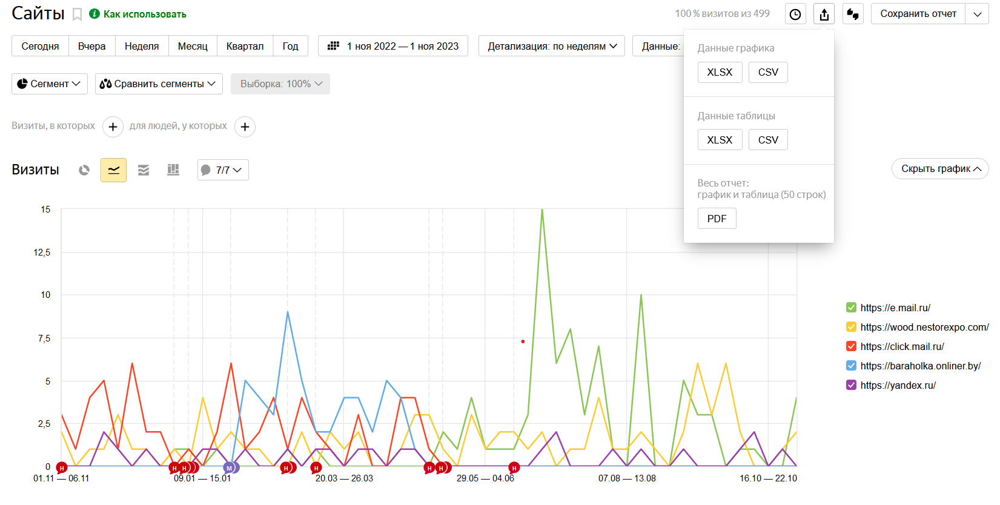 Сайты
Как использовать
100 % визитов из 499
Сохранить отчет
Сегодня
Вчера
Неделя
Месяц
Квартал
Год
1 ноя 2022 — 1 ноя 2023
Детализация: по неделям
Данные:
Данные графика
XLSX
CSV
Сегмент
Сравнить сегменты
Выборка: 100%
Данные таблицы
XLSX
CSV
Визиты, в которых
для людей, у которых
Визиты
7/7
Скрыть график
Весь отчет:
график и таблица (50 строк)
PDF
15
12,5
10
7,5
5
2,5
0
https://e.mail.ru/
https://wood.nestorexpo.com/
https://click.mail.ru/
https://baraholka.onliner.by/
https://yandex.ru/
Н
Н
Н
М
Н
Н
Н
Н
Н
01.11 — 06.11
09.01 — 15.01
20.03 — 26.03
29.05 — 04.06
07.08 — 13.08
16.10 — 22.10